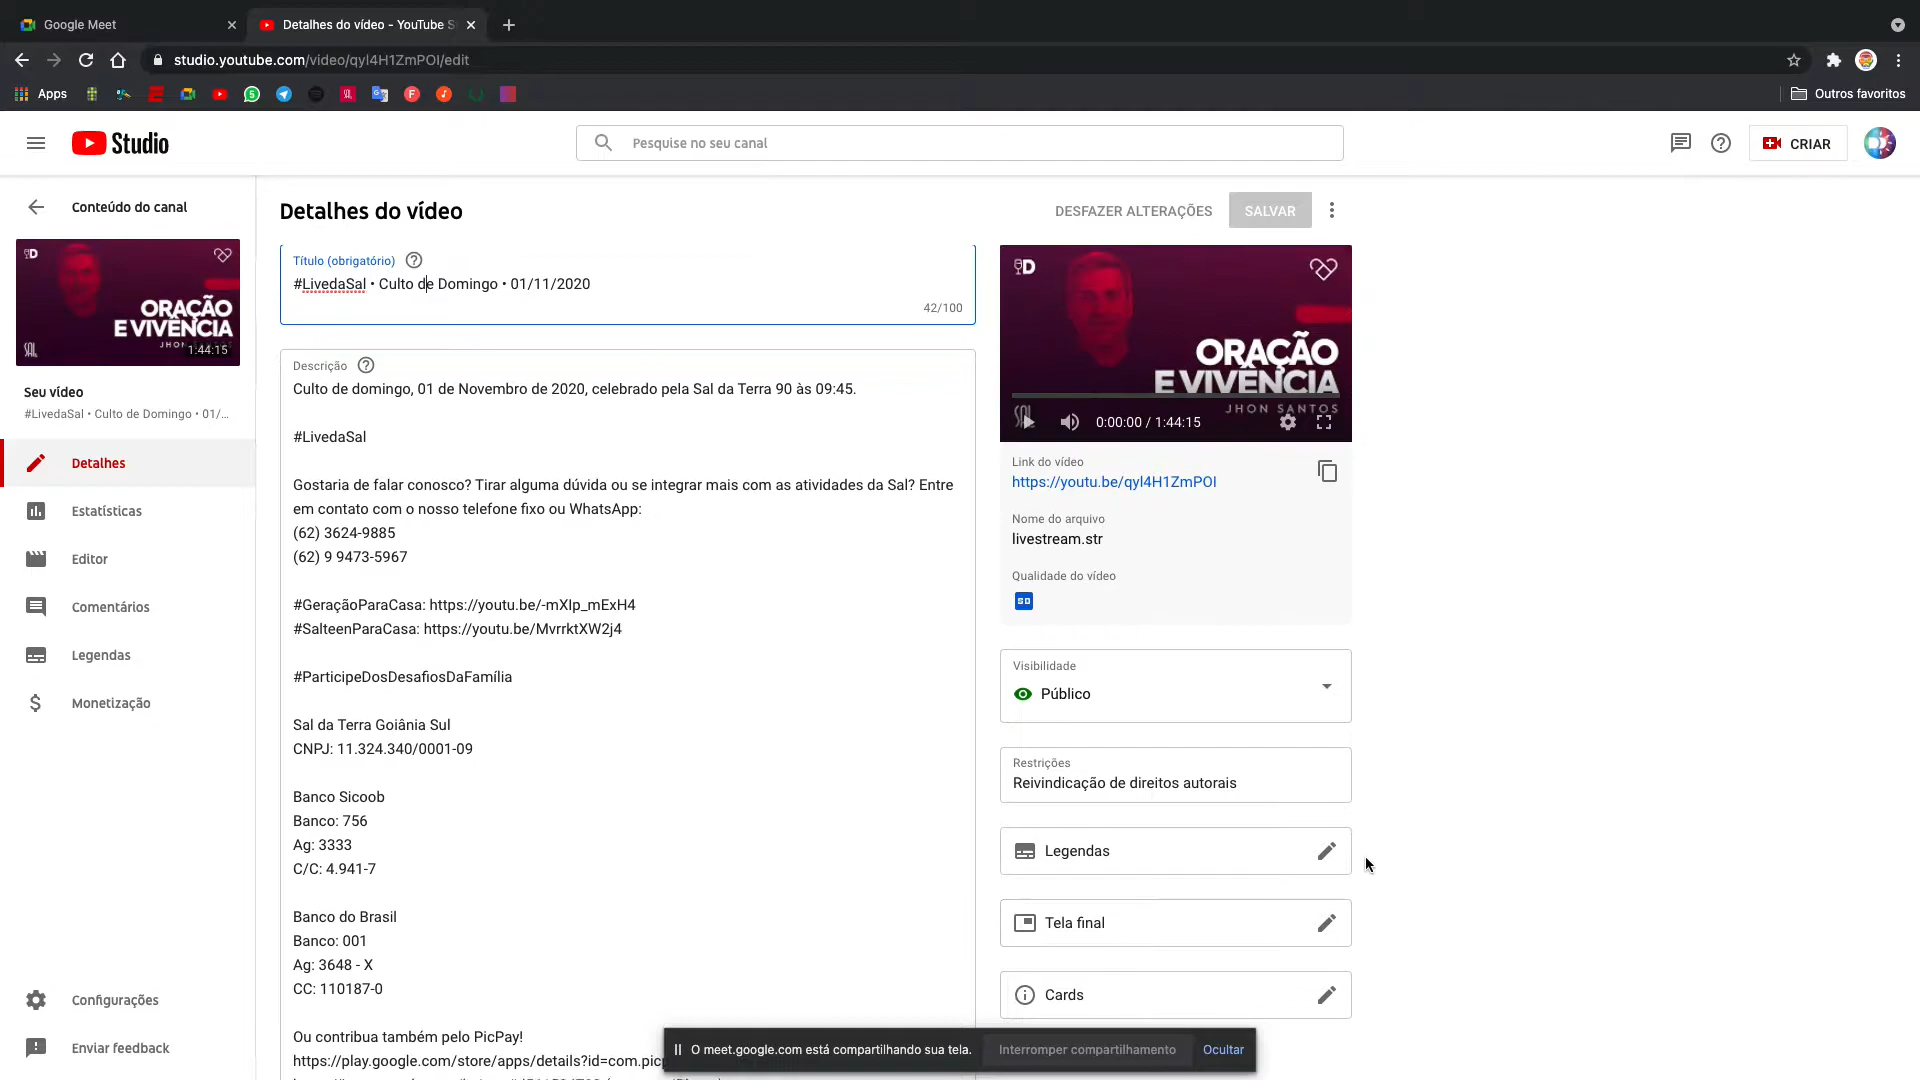 Google Meet
Detalhes do vídeo - YouTube S
studio.youtube.com/video/qyl4H1ZmPOI/edit
Apps
Outros favoritos
Studio
Pesquise no seu canal
CRIAR
Conteúdo do canal
ORAÇÃO
E VIVÊNCIA
1:44:15
Seu vídeo
#LivedaSal • Culto de Domingo • 01/...
Detalhes
Estatísticas
Editor
Comentários
Legendas
Monetização
Configurações
Enviar feedback
Detalhes do vídeo
DESFAZER ALTERAÇÕES
SALVAR
Título (obrigatório)
#LivedaSal • Culto de Domingo • 01/11/2020
42/100
Descrição
Culto de domingo, 01 de Novembro de 2020, celebrado pela Sal da Terra 90 às 09:45.
#LivedaSal
Gostaria de falar conosco? Tirar alguma dúvida ou se integrar mais com as atividades da Sal? Entre
em contato com o nosso telefone fixo ou WhatsApp:
(62) 3624-9885
(62) 9 9473-5967
#GeraçãoParaCasa: https://youtu.be/-mXIp_mExH4
#SalteenParaCasa: https://youtu.be/MvrrktXW2j4
#ParticipeDosDesafiosDaFamília
Sal da Terra Goiânia Sul
CNPJ: 11.324.340/0001-09
Banco Sicoob
Banco: 756
Ag: 3333
C/C: 4.941-7
Banco do Brasil
Banco: 001
Ag: 3648 - X
CC: 110187-0
Ou contribua também pelo PicPay!
https://play.google.com/store/apps/details?id=com.picp
ORAÇÃO
E VIVÊNCIA
JHON SANTOS
SAL
0:00:00 / 1:44:15
Link do vídeo
https://youtu.be/qyl4H1ZmPOI
Nome do arquivo
livestream.str
Qualidade do vídeo
SD
Visibilidade
Público
Restrições
Reivindicação de direitos autorais
Legendas
Tela final
Cards
O meet.google.com está compartilhando sua tela.
Interromper compartilhamento
Ocultar